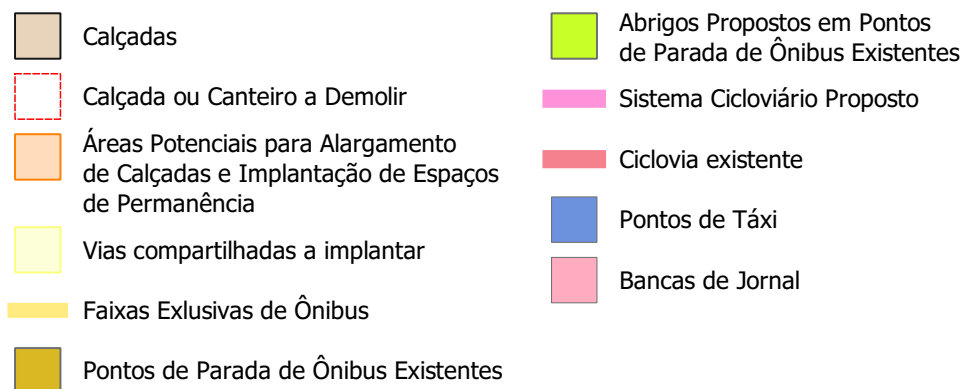 Calçadas
Calçada ou Canteiro a Demolir
Áreas Potenciais para Alargamento
de Calçadas e Implantação de Espaços
de Permanência
Vias compartilhadas a implantar
Faixas Exlusivas de Ônibus
Pontos de Parada de Ônibus Existentes
Abrigos Propostos em Pontos
de Parada de Ônibus Existentes
Sistema Cicloviário Proposto
Ciclovia existente
Pontos de Táxi
Bancas de Jornal